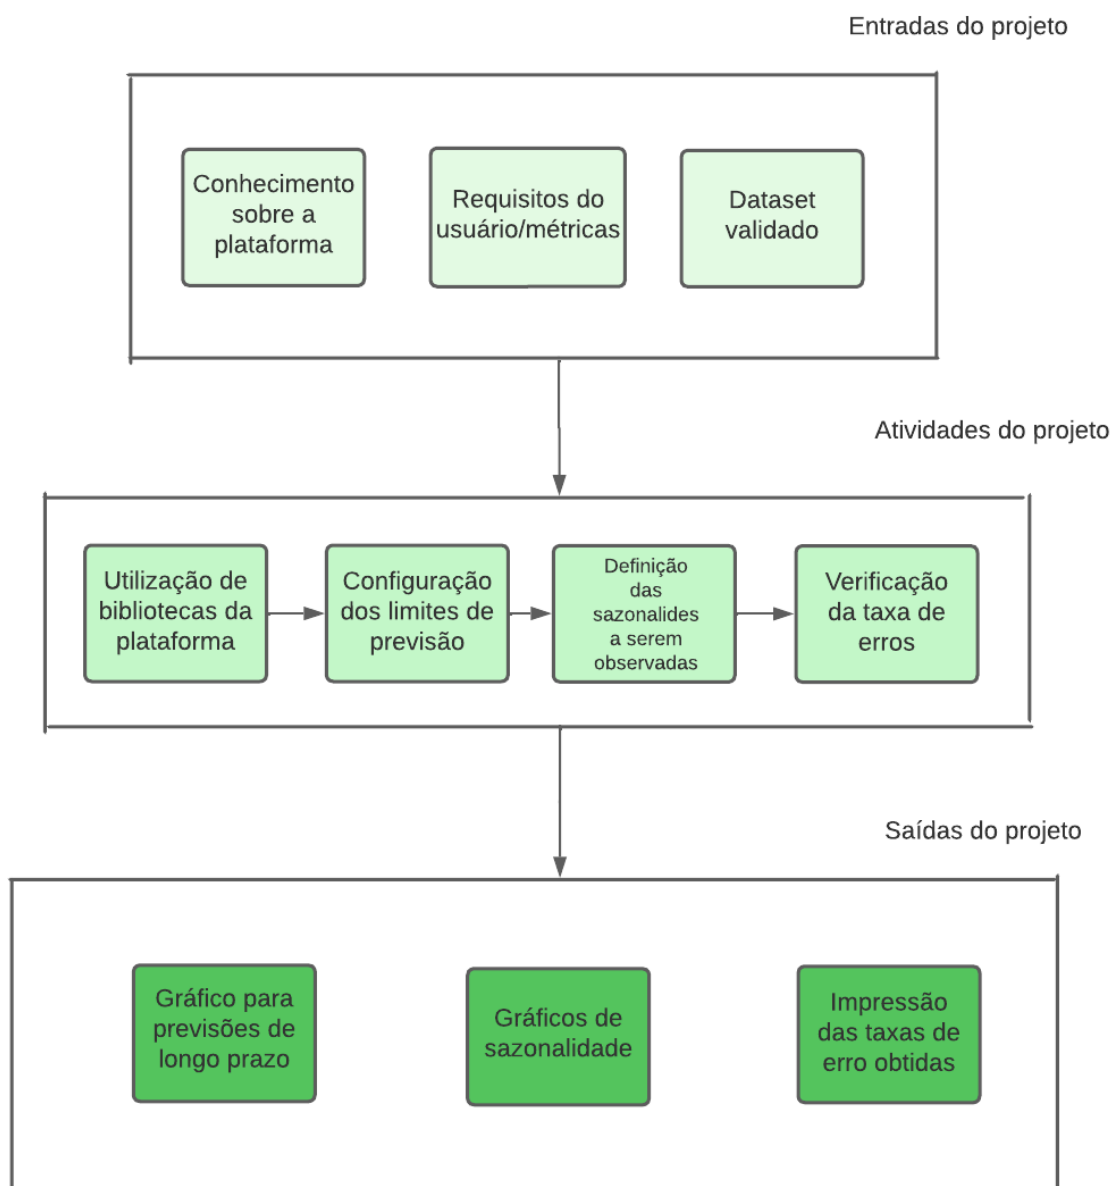 Entradas do projeto
Conhecimento
sobre a
plataforma
Requisitos do
usuário/métricas
Dataset
validado
Atividades do projeto
Utilização de
bibliotecas da
plataforma
Configuração
dos limites de
previsão
Definição
das
sazonalides
a serem
observadas
Verificação
da taxa de
erros
Saídas do projeto
Gráfico para
previsões de
longo prazo
Gráficos de
sazonalidade
Impressão
das taxas de
erro obtidas